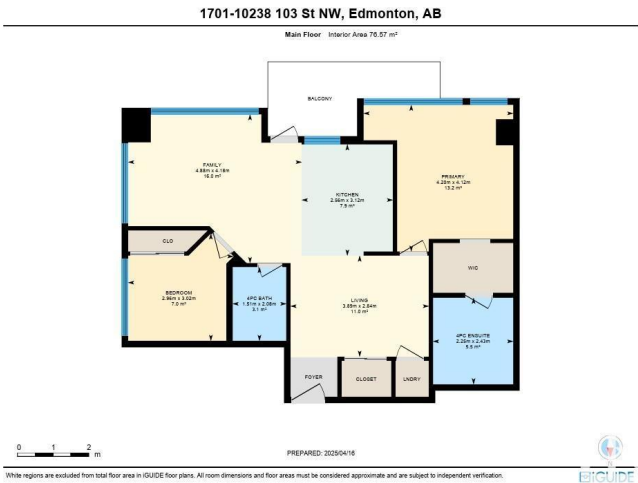 1701-10238 103 St NW, Edmonton, AB
Main Floor Interior Area 76.57 m²
BALCONY
FAMILY
4.88m x 4.18m
16.0 m²
PRIMARY
4.20m x 4.12m
13.2 m²
KITCHEN
2.66m x 3.12m
7.9 m²
CLO
WIC
BEDROOM
2.96m x 3.02m
7.0 m²
4PC BATH
1.51m x 2.08m
3.1 m²
LIVING
3.89m x 2.84m
11.0 m²
4PC ENSUITE
2.26m x 2.43m
5.5 m²
FOYER
CLOSET
LNDRY
0 1 2
m
PREPARED: 2025/04/16
White regions are excluded from total floor area in iGUIDE floor plans. All room dimensions and floor areas must be considered approximate and are subject to independent verification.
iGUIDE